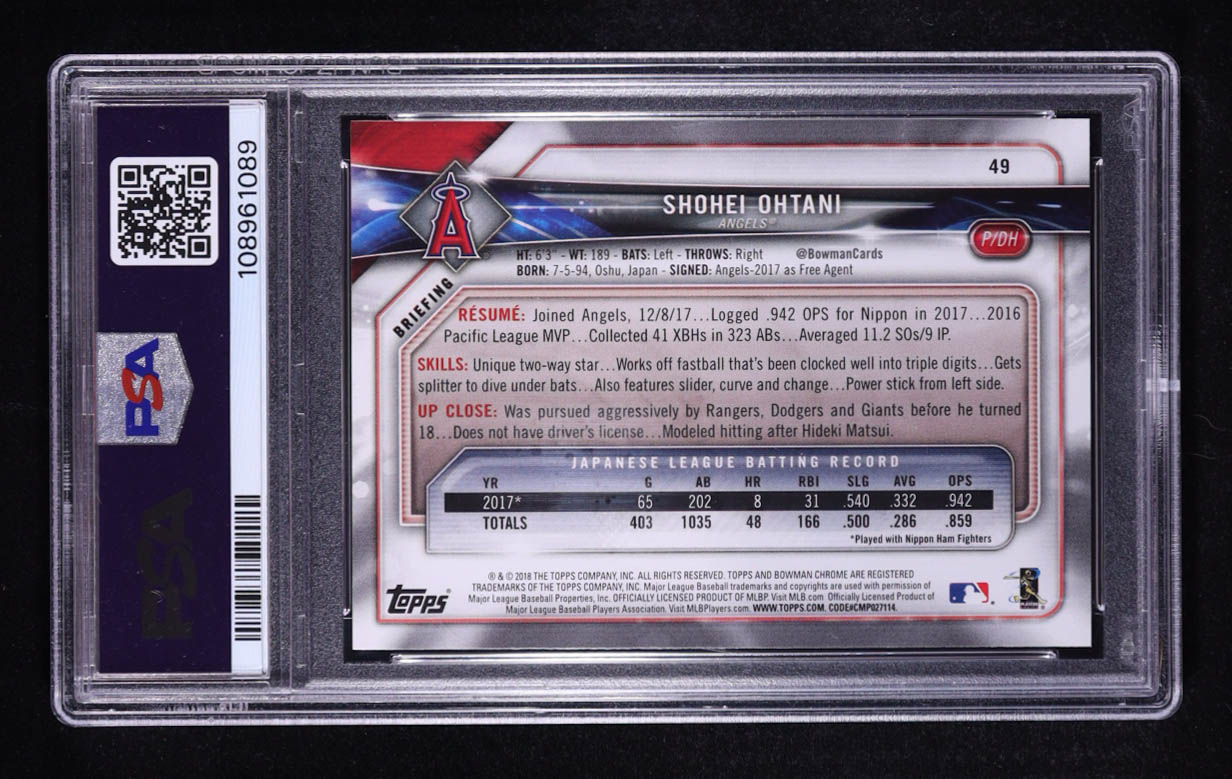 49
SHOHEI OHTANI
ANGELS®
P/DH
A
HT: 6'3" - WT: 189 - BATS: Left - THROWS: Right @BowmanCards
BORN: 7-5-94, Oshu, Japan - SIGNED: Angels-2017 as Free Agent
BRIEFING
RÉSUMÉ: Joined Angels, 12/8/17...Logged .942 OPS for Nippon in 2017...2016
Pacific League MVP...Collected 41 XBHs in 323 ABs...Averaged 11.2 SOs/9 IP.
SKILLS: Unique two-way star...Works off fastball that's been clocked well into triple digits...Gets
splitter to dive under bats...Also features slider, curve and change...Power stick from left side.
UP CLOSE: Was pursued aggressively by Rangers, Dodgers and Giants before he turned
18...Does not have driver's license...Modeled hitting after Hideki Matsui.
JAPANESE LEAGUE BATTING RECORD
YR G AB HR RBI SLG AVG OPS
2017* 65 202 8 31 .540 .332 .942
TOTALS 403 1035 48 166 .500 .286 .859
*Played with Nippon Ham Fighters
® & © 2018 THE TOPPS COMPANY, INC. ALL RIGHTS RESERVED. TOPPS AND BOWMAN CHROME ARE REGISTERED
TRADEMARKS OF THE TOPPS COMPANY, INC. Major League Baseball trademarks and copyrights are used with permission of
Major League Baseball Properties, Inc. OFFICIALLY LICENSED PRODUCT OF MLBP. Visit MLB.com Officially Licensed Product of
Major League Baseball Players Association. Visit MLBPlayers.com. WWW.TOPPS.COM. CODE#CMP027114.
topps
108961089
PSA
PSA